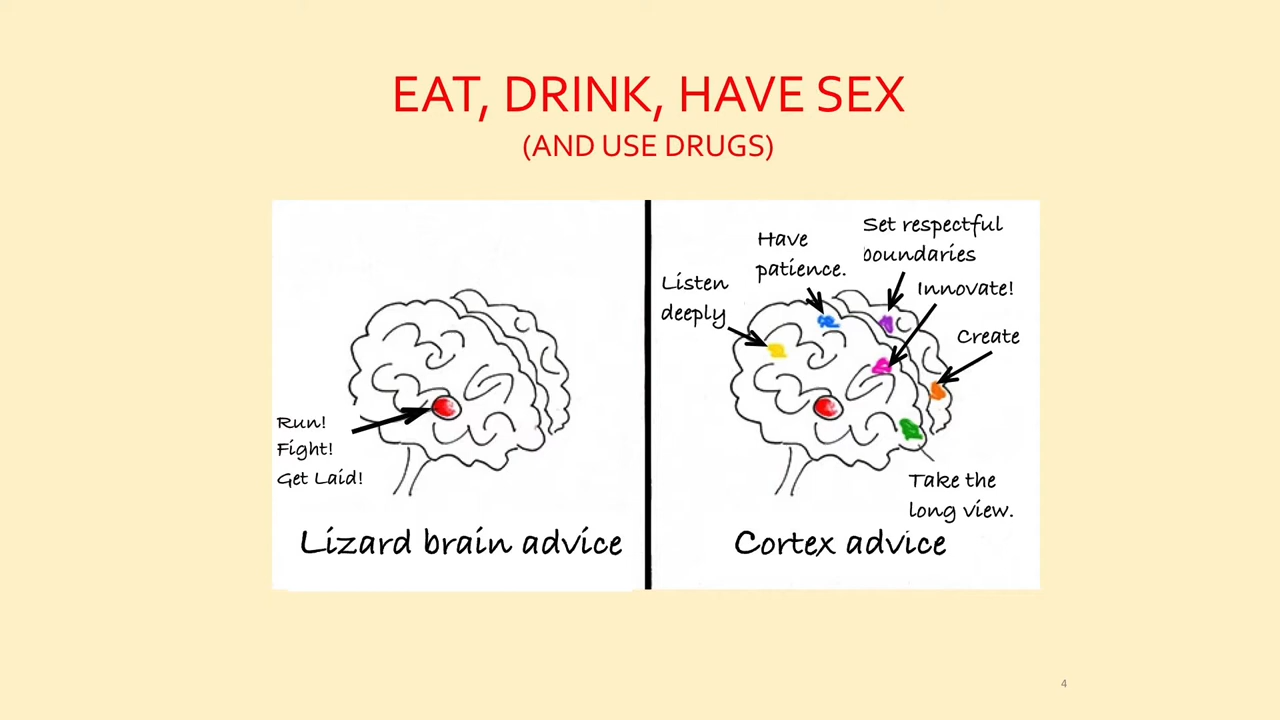 EAT, DRINK, HAVE SEX
(AND USE DRUGS)
Run!
Fight!
Get Laid!
Lizard brain advice
Listen
deeply
Have
patience.
Set respectful
boundaries
Innovate!
Create
Take the
long view.
Cortex advice
4